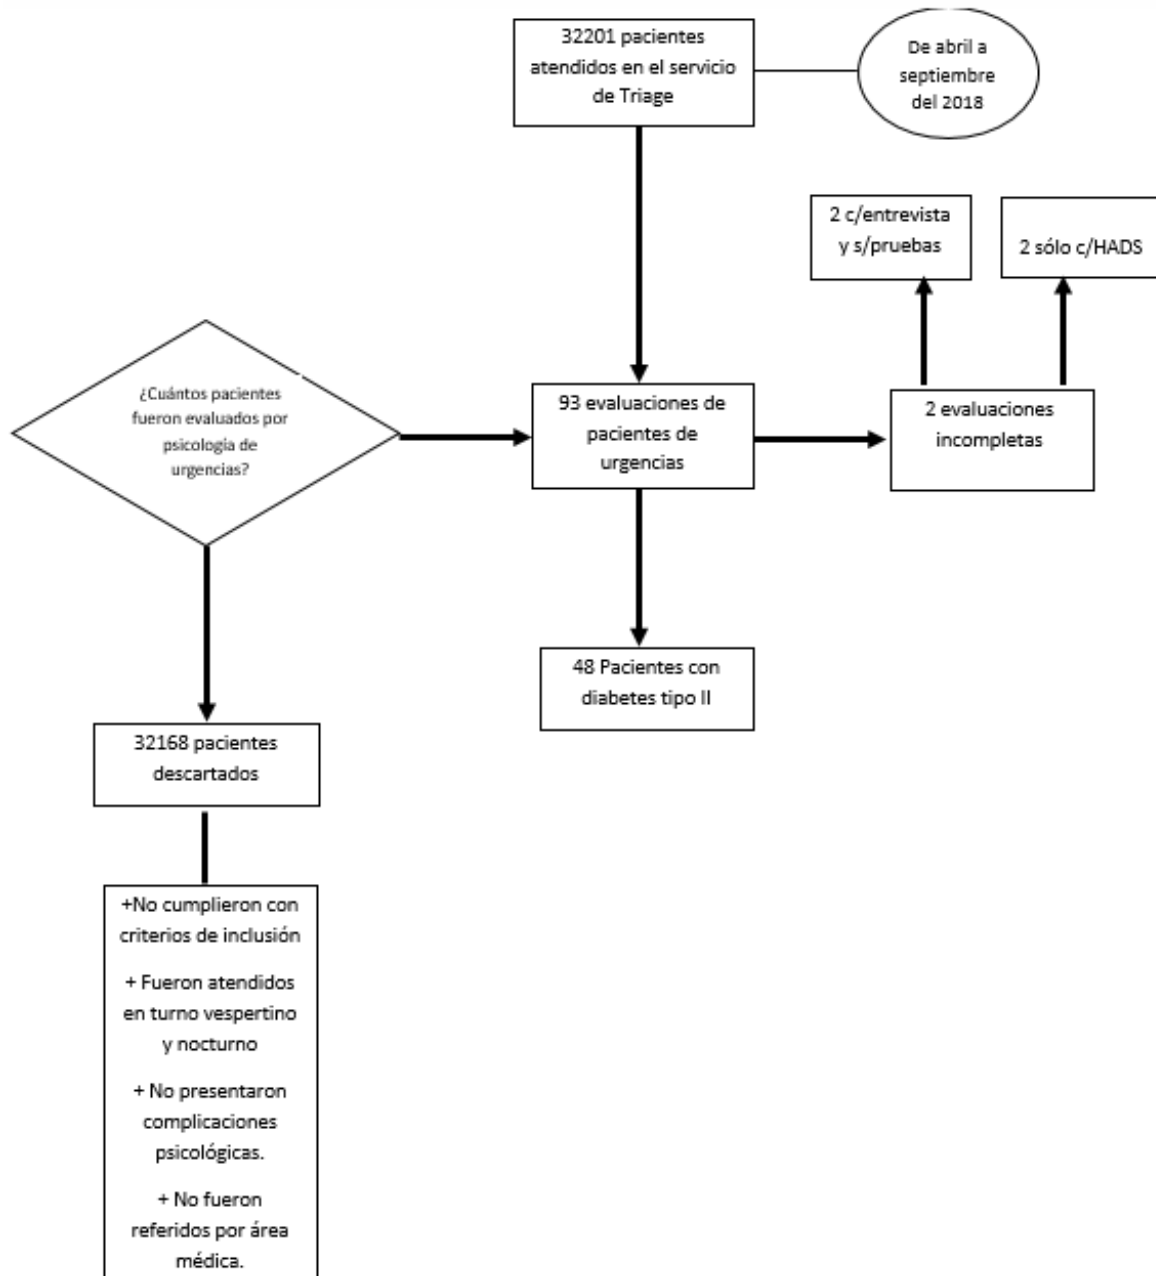 32201 pacientes
atendidos en el servicio
de Triage
De abril a
septiembre
del 2018
2 c/entrevista
y s/pruebas
2 sólo c/HADS
¿Cuántos pacientes
fueron evaluados por
psicología de
urgencias?
93 evaluaciones de
pacientes de
urgencias
2 evaluaciones
incompletas
48 Pacientes con
diabetes tipo II
32168 pacientes
descartados
+No cumplieron con
criterios de inclusión
+ Fueron atendidos
en turno vespertino
y nocturno
+ No presentaron
complicaciones
psicológicas.
+ No fueron
referidos por área
médica.